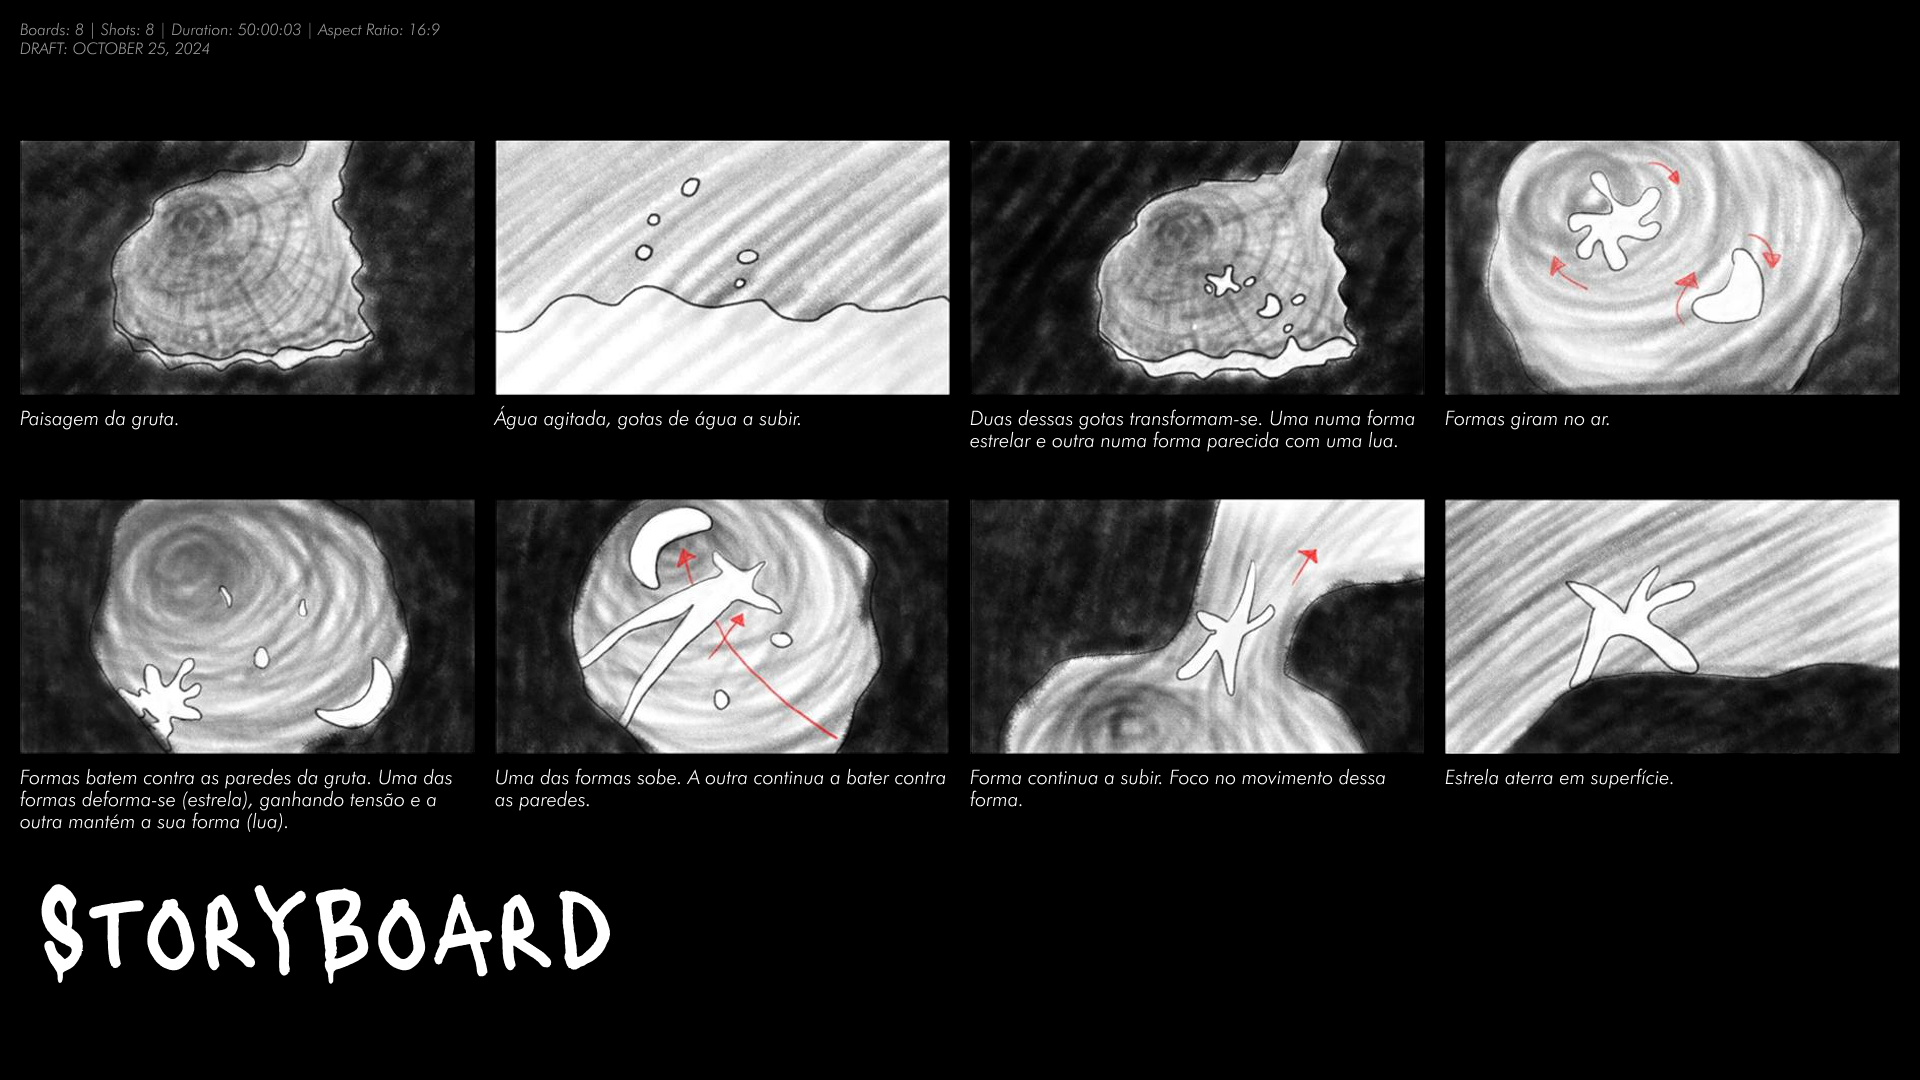 Boards: 8 | Shots: 8 | Duration: 50:00:03 | Aspect Ratio: 16:9
DRAFT: OCTOBER 25, 2024
Paisagem da gruta.
Água agitada, gotas de água a subir.
Duas dessas gotas transformam-se. Uma numa forma
estrelar e outra numa forma parecida com uma lua.
Formas giram no ar.
Formas batem contra as paredes da gruta. Uma das
formas deforma-se (estrela), ganhando tensão e a
outra mantém a sua forma (lua).
Uma das formas sobe. A outra continua a bater contra
as paredes.
Forma continua a subir. Foco no movimento dessa
forma.
Estrela aterra em superfície.
STORYBOARD